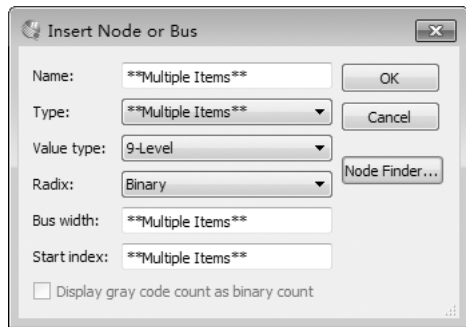 Insert Node or Bus
Name: **Multiple Items** OK
Type: **Multiple Items** Cancel
Value type: 9-Level
Radix: Binary Node Finder...
Bus width: **Multiple Items**
Start index: **Multiple Items**
Display gray code count as binary count